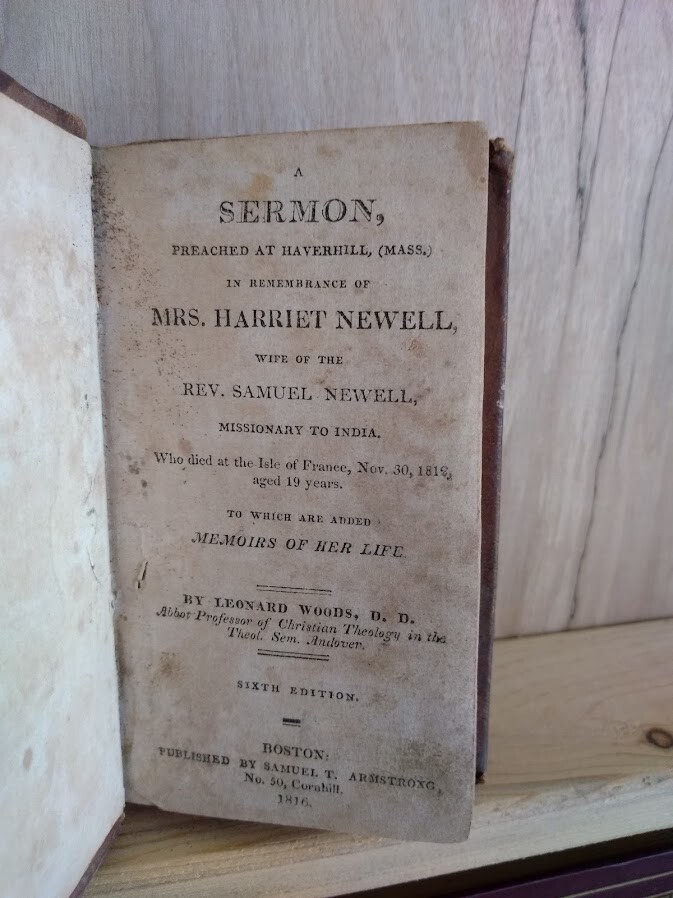 A
SERMON,
PREACHED AT HAVERHILL, (MASS.)
IN REMEMBRANCE OF
MRS. HARRIET NEWELL,
WIFE OF THE
REV. SAMUEL NEWELL,
MISSIONARY TO INDIA.
Who died at the Isle of France, Nov. 30, 1812,
aged 19 years.
TO WHICH ARE ADDED
MEMOIRS OF HER LIFE
BY LEONARD WOODS, D. D.
Abbot Professor of Christian Theology in the
Theol. Sem. Andover.
SIXTH EDITION.
BOSTON:
PUBLISHED BY SAMUEL T. ARMSTRONG,
No. 50, Cornhill.
1816.